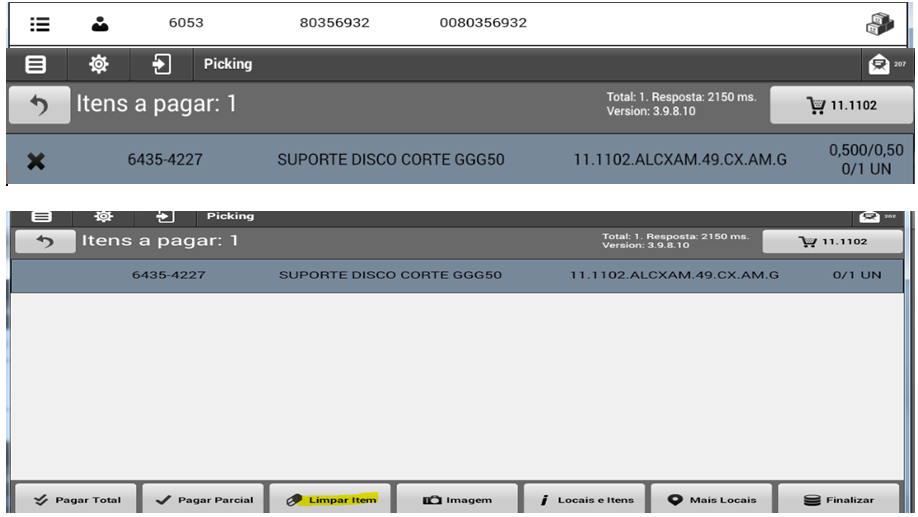 6053 80356932 0080356932
Picking 207
Itens a pagar: 1 Total: 1. Resposta: 2150 ms. 11.1102
Version: 3.9.8.10
6435-4227 SUPORTE DISCO CORTE GGG50 11.1102.ALCXAM.49.CX.AM.G 0,500/0,50
0/1 UN
Picking
Itens a pagar: 1 Total: 1. Resposta: 2150 ms. 11.1102
Version: 3.9.8.10
6435-4227 SUPORTE DISCO CORTE GGG50 11.1102.ALCXAM.49.CX.AM.G 0/1 UN
Pagar Total Pagar Parcial Limpar Item Imagem Locais e Itens Mais Locais Finalizar